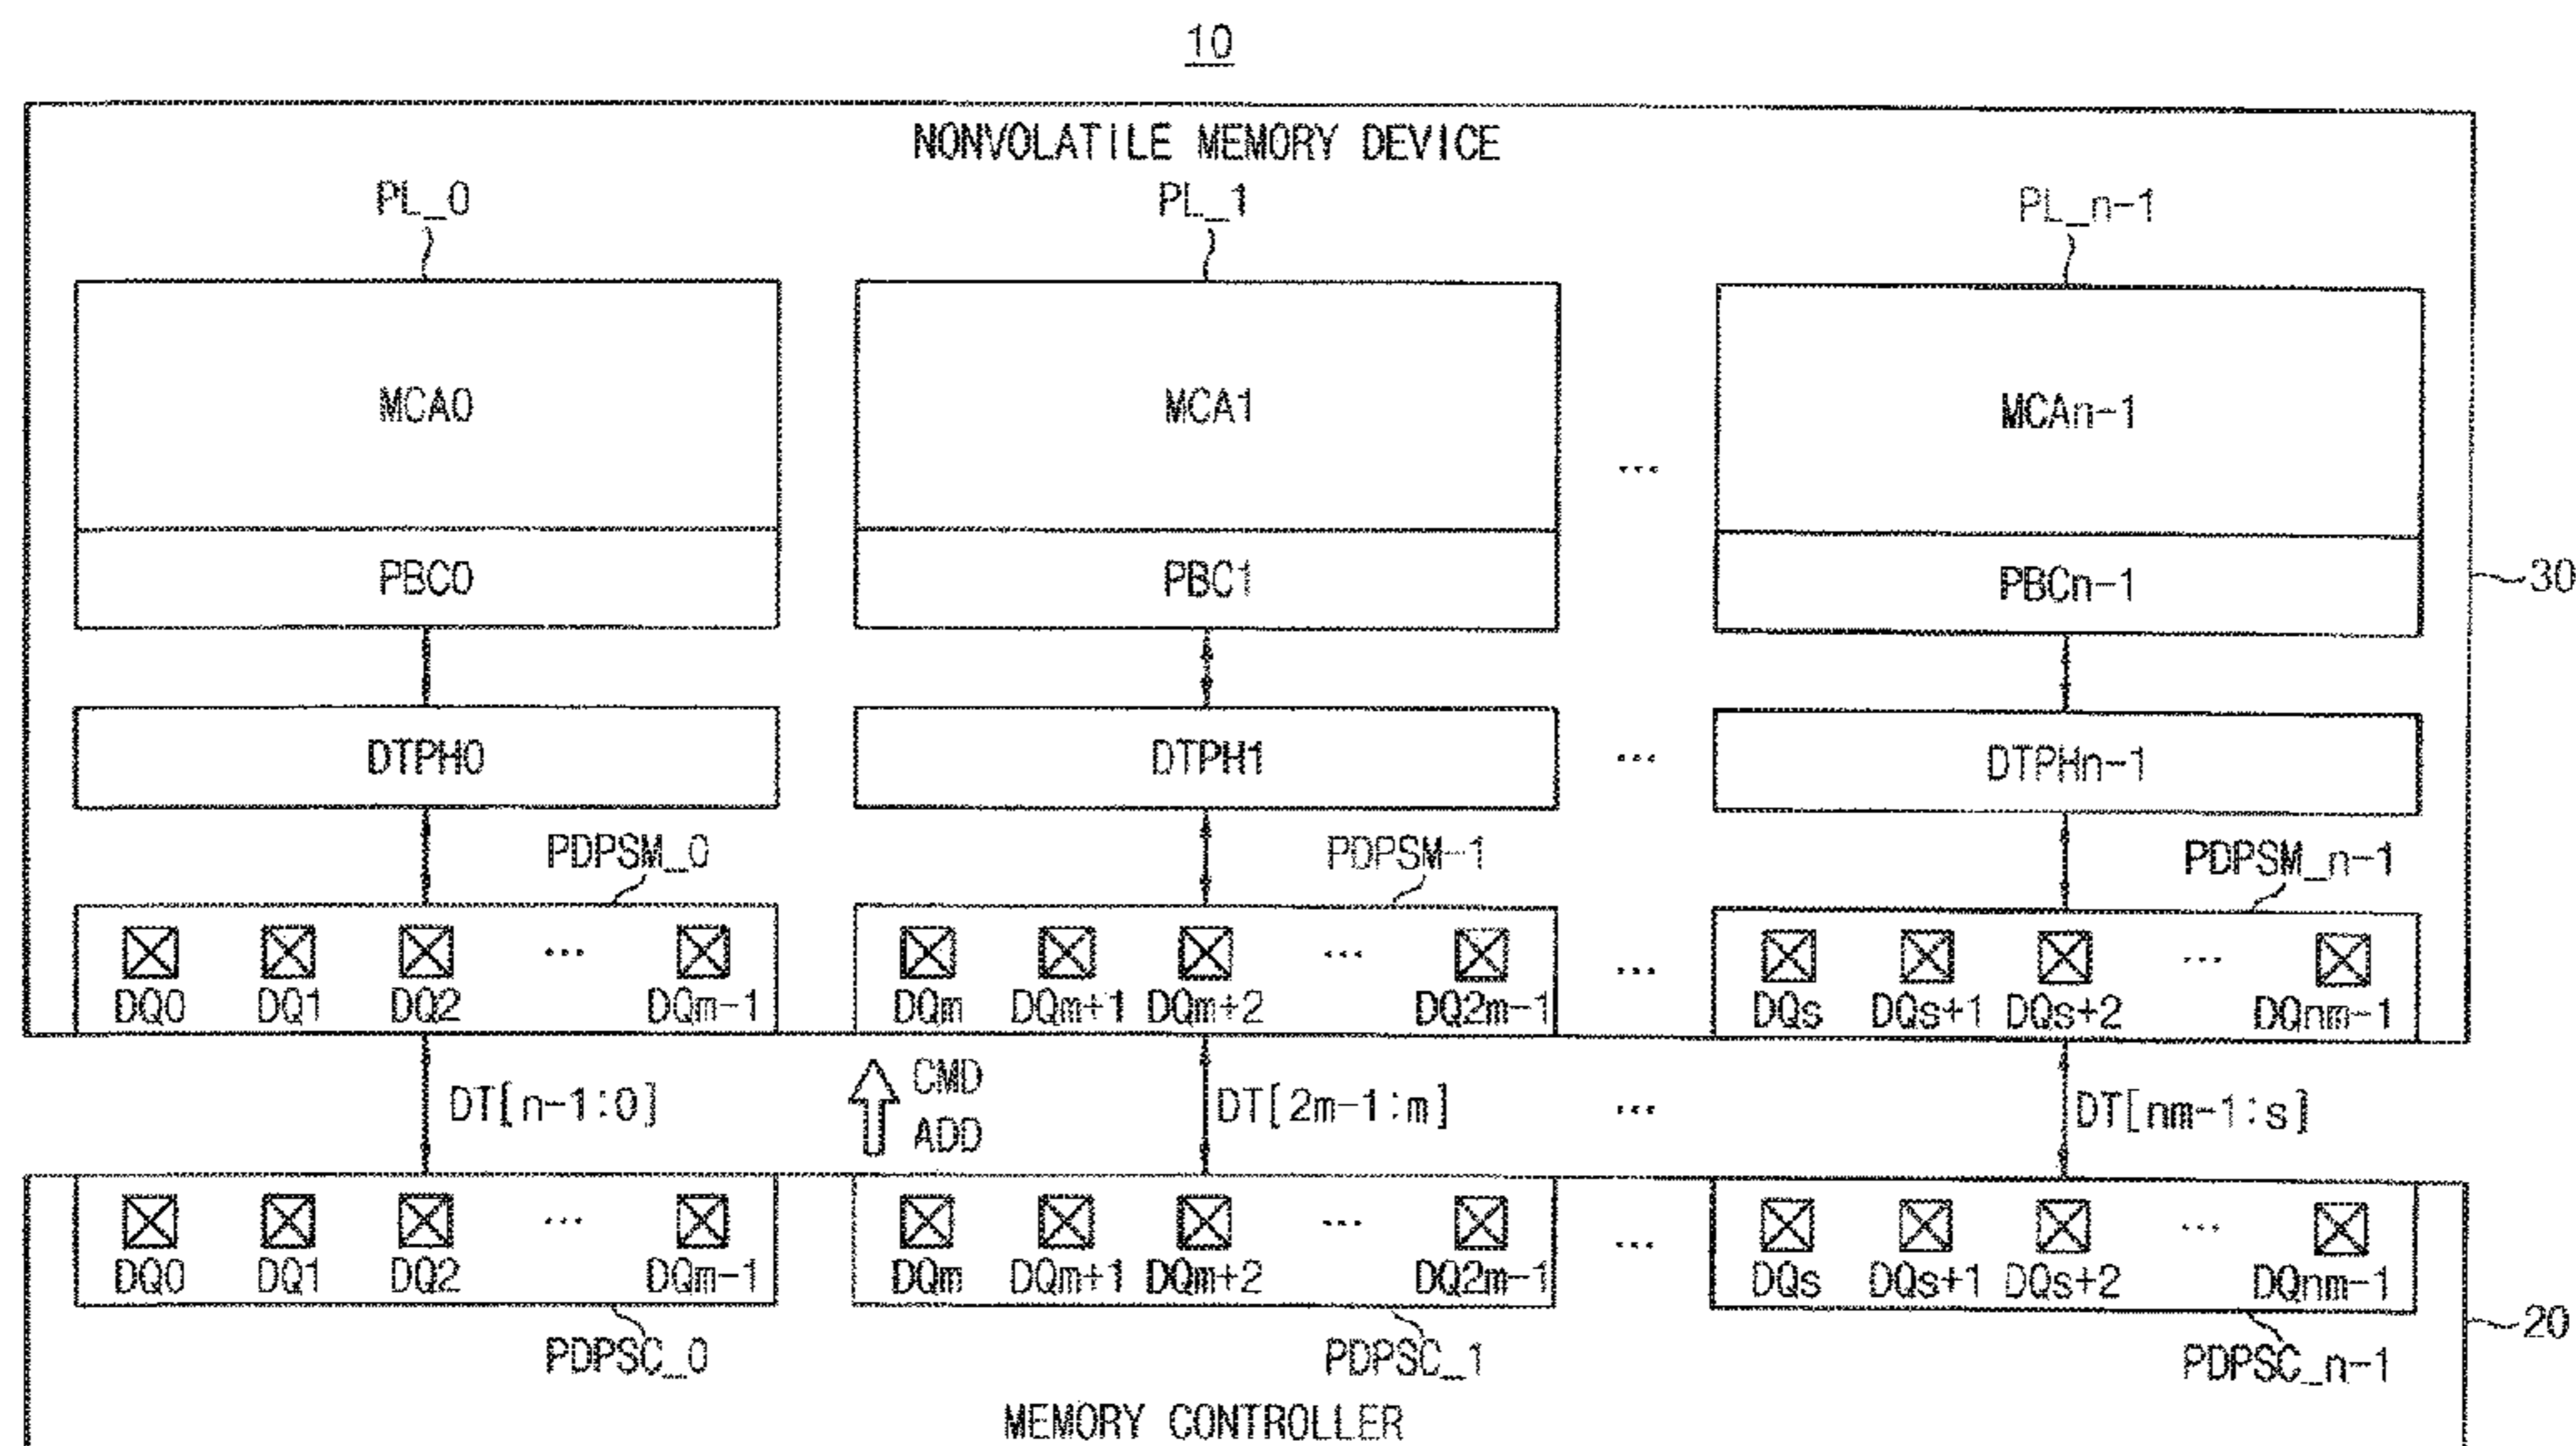 10
NONVOLATILE MEMORY DEVICE
PL_0 PL_1 PL_n-1
MCA0 MCA1 ... MCAn-1
PBC0 PBC1 PBCn-1
30
DTPH0 DTPH1 ... DTPHn-1
PDPSM_0 PDPSM-1 PDPSM_n-1
DQ0 DQ1 DQ2 ... DQm-1 DQm DQm+1 DQm+2 ... DQ2m-1 ... DQs DQs+1 DQs+2 ... DQnm-1
DT[n-1:0] CMD ADD DT[2m-1:m] ... DT[nm-1:s]
DQ0 DQ1 DQ2 ... DQm-1 DQm DQm+1 DQm+2 ... DQ2m-1 ... DQs DQs+1 DQs+2 ... DQnm-1
20
PDPSC_0 PDPSC_1 PDPSC_n-1
MEMORY CONTROLLER